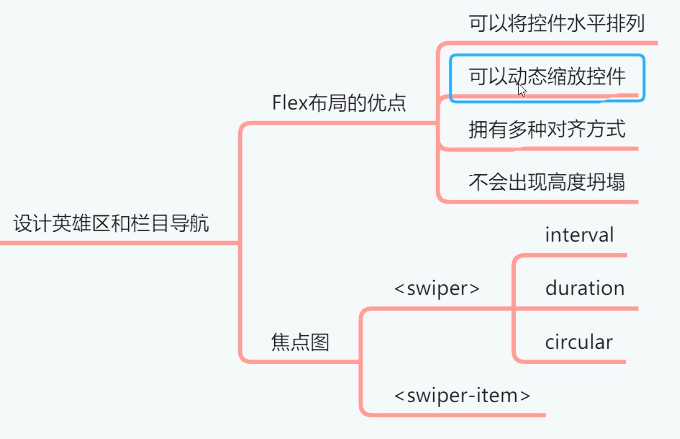 设计英雄区和栏目导航
Flex布局的优点
可以将控件水平排列
可以动态缩放控件
拥有多种对齐方式
不会出现高度坍塌
焦点图
<swiper>
interval
duration
circular
<swiper-item>